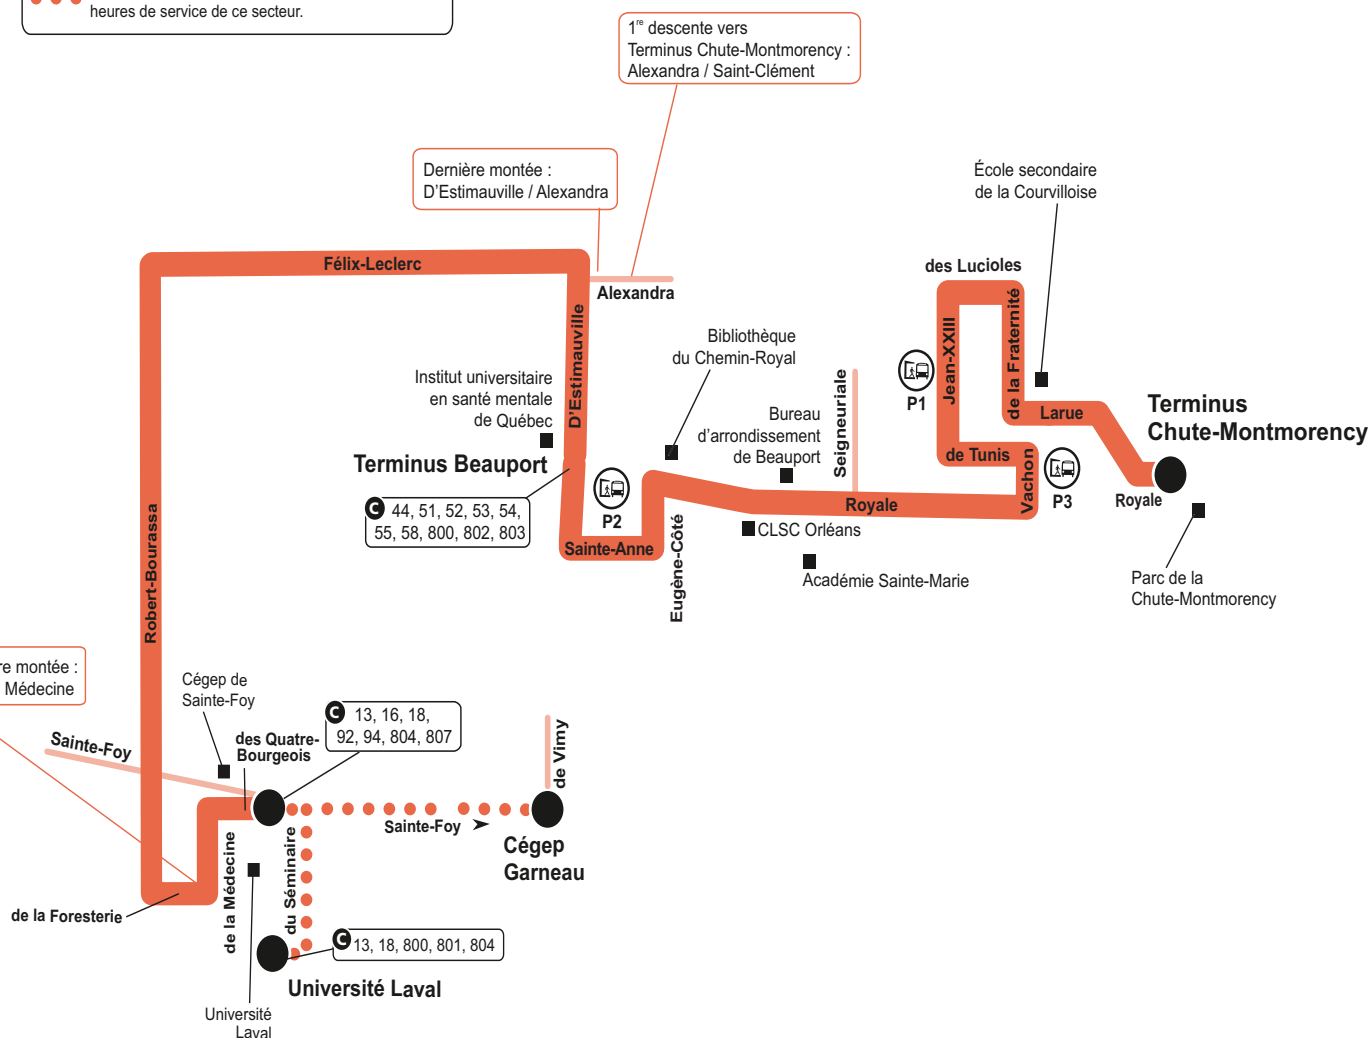 heures de service de ce secteur.
1re descente vers
Terminus Chute-Montmorency :
Alexandra / Saint-Clément
Dernière montée :
D'Estimauville / Alexandra
École secondaire
de la Courvilloise
Félix-Leclerc
des Lucioles
Alexandra
D'Estimauville
Jean-XXIII
de la Fraternité
Bibliothèque
du Chemin-Royal
Institut universitaire
en santé mentale
de Québec
Seigneuriale
P1
Larue
Terminus
Chute-Montmorency
Bureau
d'arrondissement
de Beauport
Terminus Beauport
de Tunis
Vachon
P3
Royale
C 44, 51, 52, 53, 54,
55, 58, 800, 802, 803
P2
Sainte-Anne
Eugène-Côté
Royale
CLSC Orléans
Académie Sainte-Marie
Parc de la
Chute-Montmorency
Robert-Bourassa
re montée :
Médecine
Cégep de
Sainte-Foy
Sainte-Foy
des Quatre-
Bourgeois
C 13, 16, 18,
92, 94, 804, 807
de Vimy
Sainte-Foy
Cégep
Garneau
de la Médecine
du Séminaire
de la Foresterie
C 13, 18, 800, 801, 804
Université Laval
Université
Laval